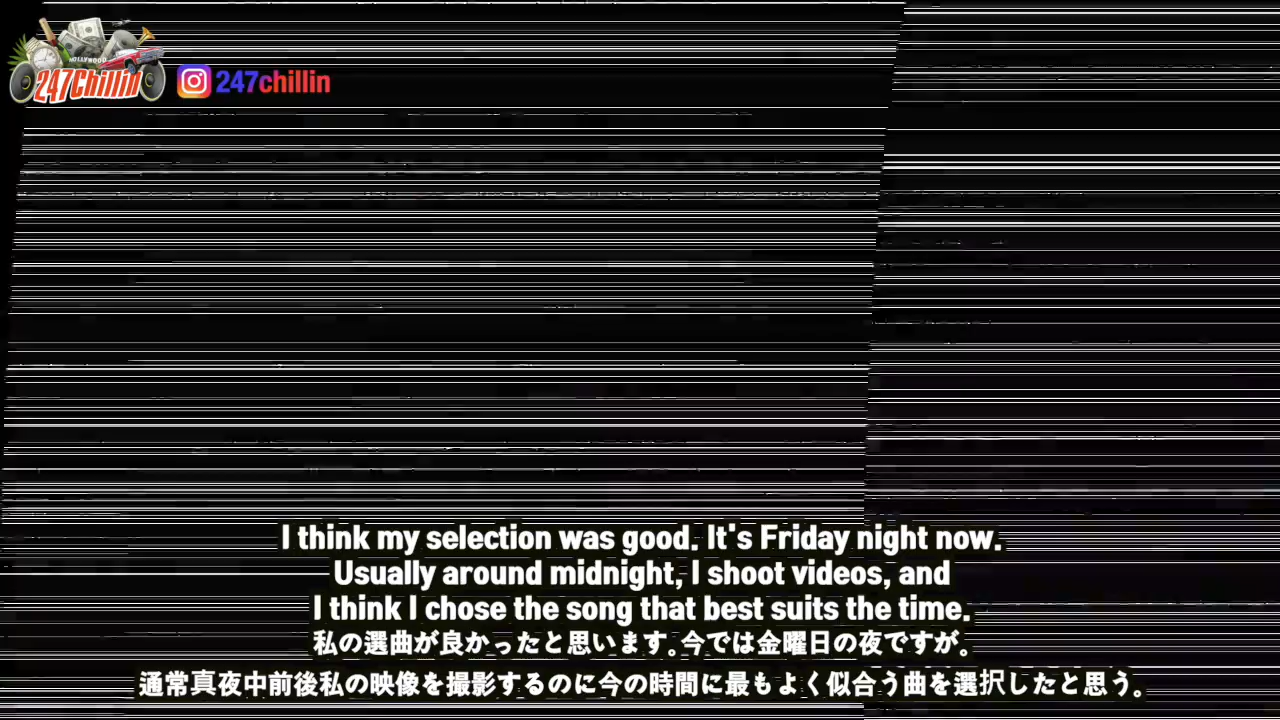 HOLLYWOOD
247Chillin
247chillin
I think my selection was good. It's Friday night now.
Usually around midnight, I shoot videos, and
I think I chose the song that best suits the time.
私の選曲が良かったと思います。今では金曜日の夜ですが。
通常真夜中前後私の映像を撮影するのに今の時間に最もよく似合う曲を選択したと思う。